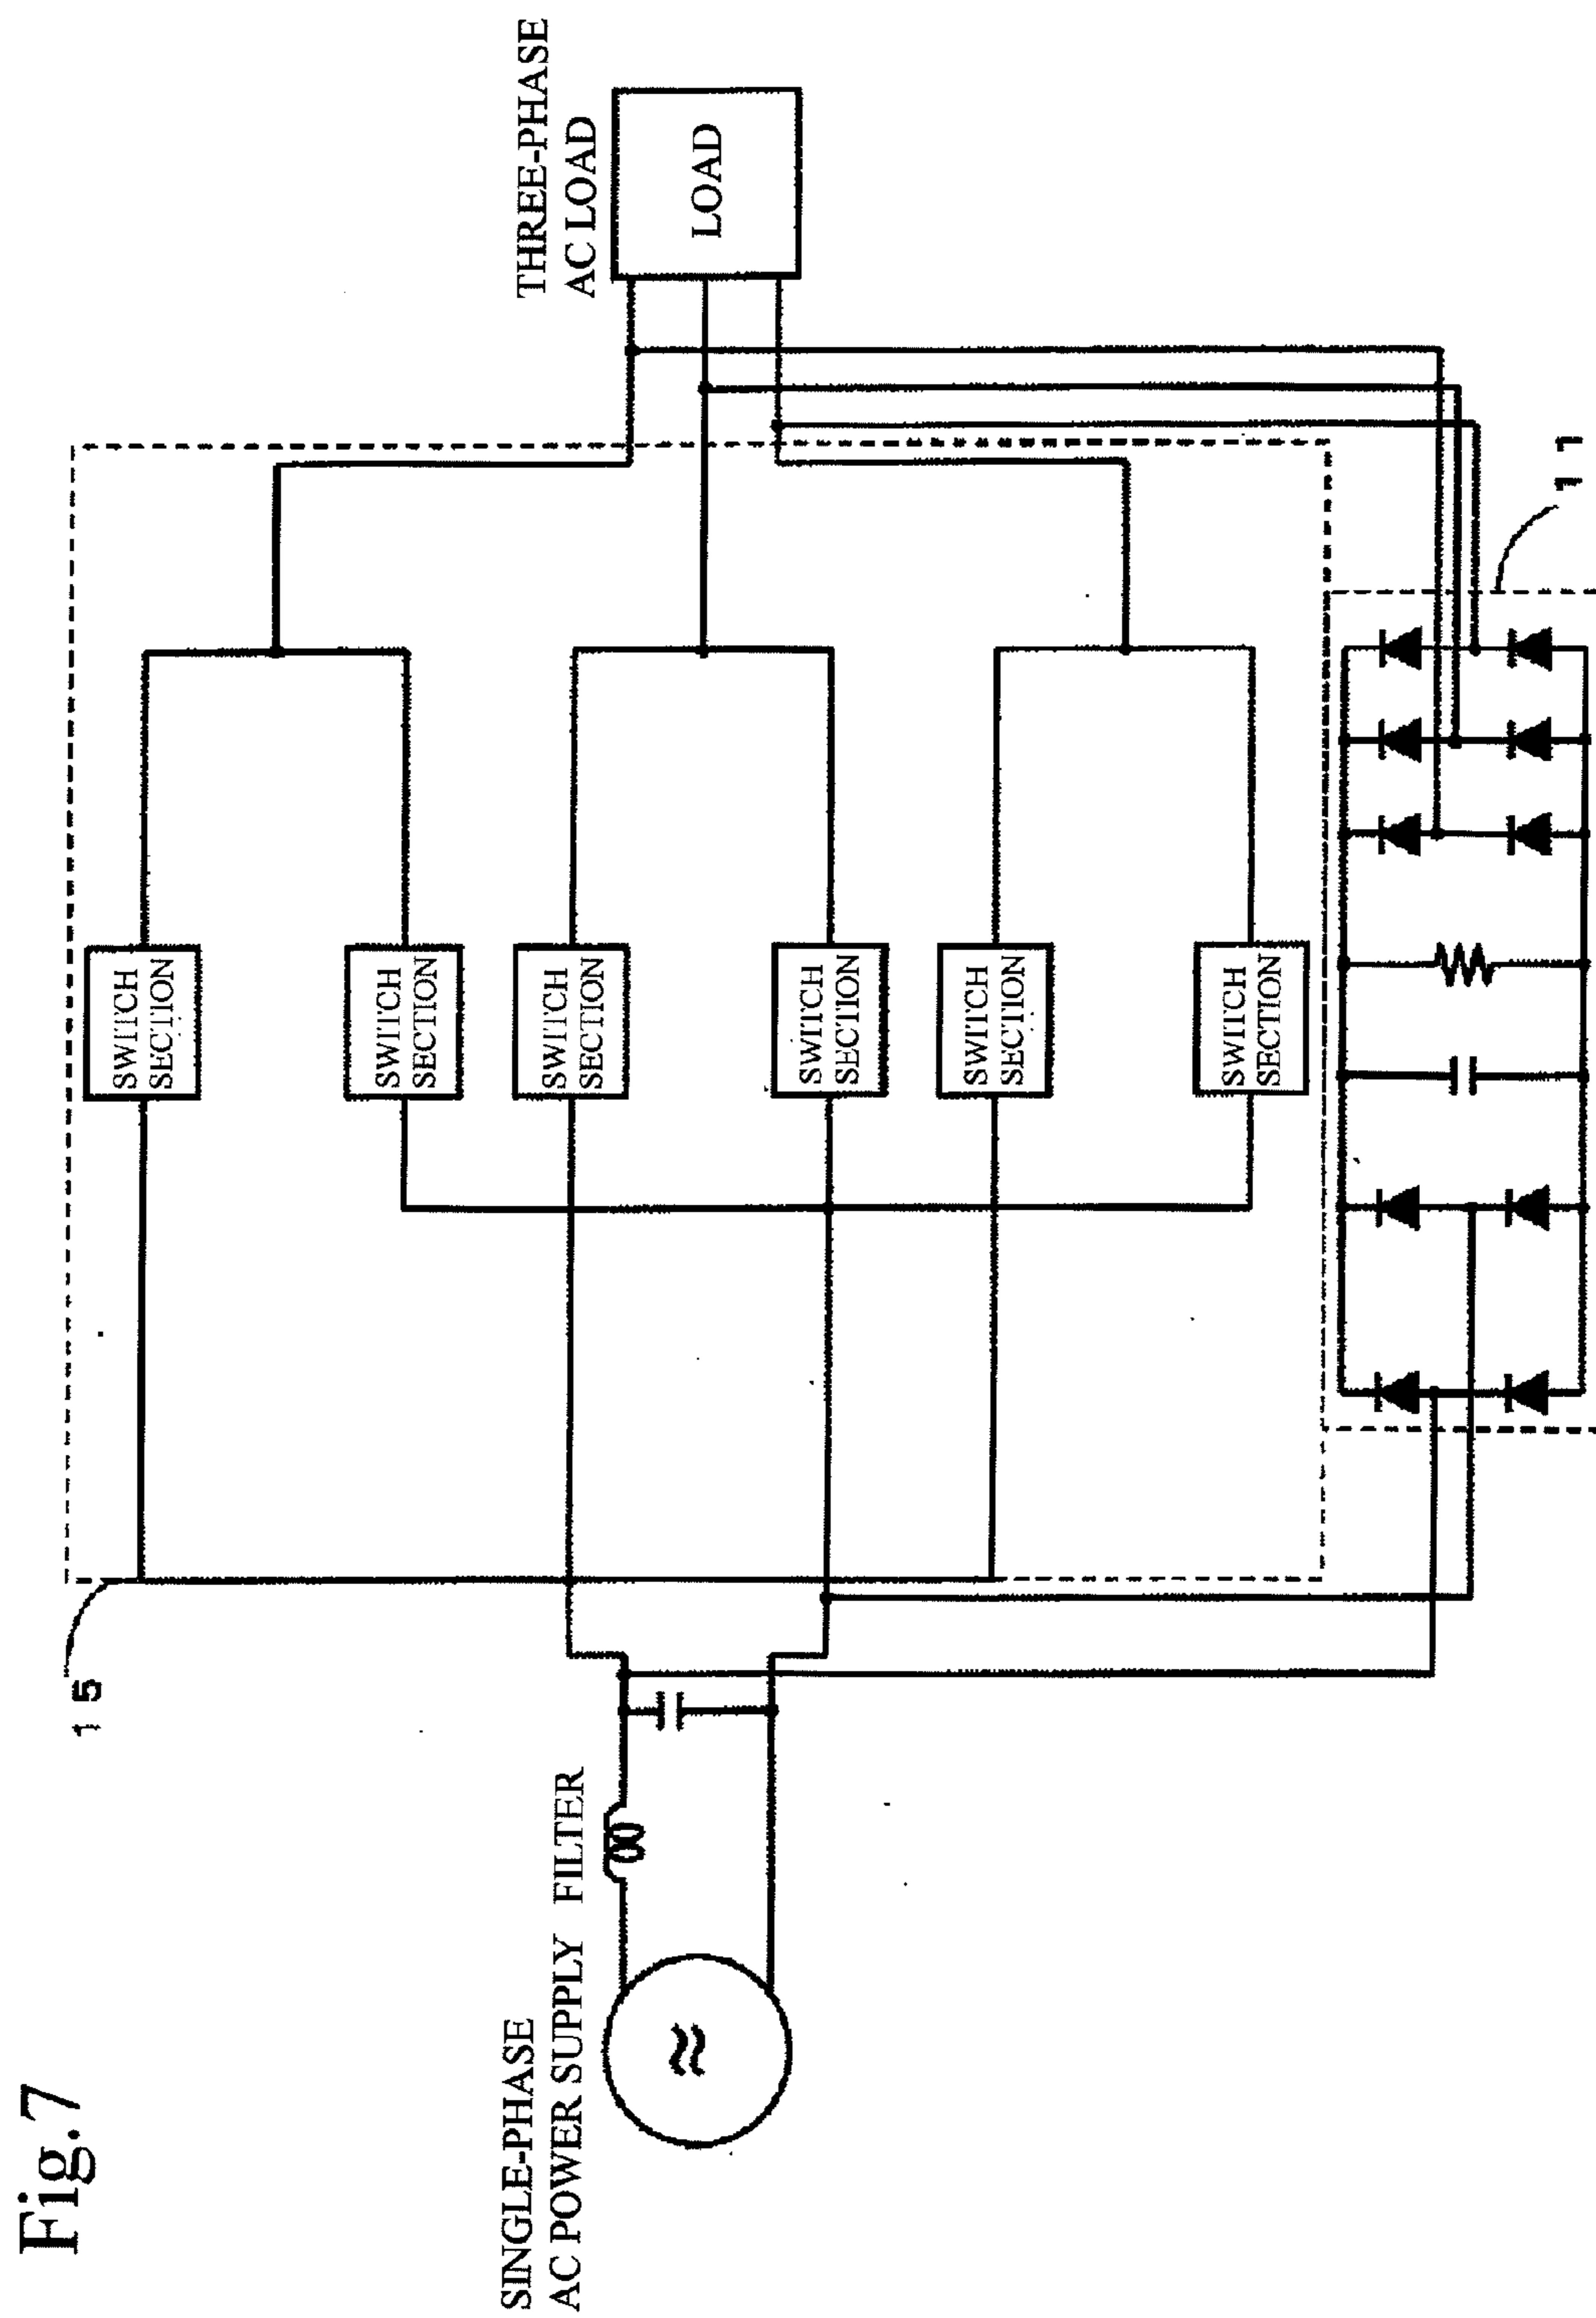 Fig.7
SINGLE-PHASE
AC POWER SUPPLY
FILTER
15
SWITCH
SECTION
SWITCH
SECTION
SWITCH
SECTION
SWITCH
SECTION
SWITCH
SECTION
SWITCH
SECTION
THREE-PHASE
AC LOAD
LOAD
11